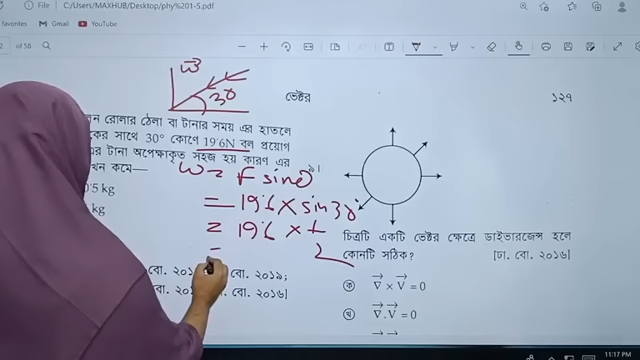 File
C:/Users/MAXHUB/Desktop/phy%201-5.pdf
favorites
Gmail
YouTube
of 58
W
30°
ভেক্টর
১২৭
ন রোলার ঠেলা বা টানার সময় এর হাতলে
কের সাথে 30° কোণে 19·6N বল প্রয়োগ
মর টানা অপেক্ষাকৃত সহজ হয় কারণ এর
খন কমে—
0·5 kg
kg
W = F sinθ
= 19.6 × sin30°
= 19.6 × 1/2
=
বো. ২০১৯;
বো. ২০১৬]
চিত্রটি একটি ভেক্টর ক্ষেত্রে ডাইভারজেন্স হলে
কোনটি সঠিক?
[ঢা. বো. ২০১৬]
ক ∇⃗ × V⃗ = 0
খ ∇⃗ . V⃗ = 0
11:17 PM